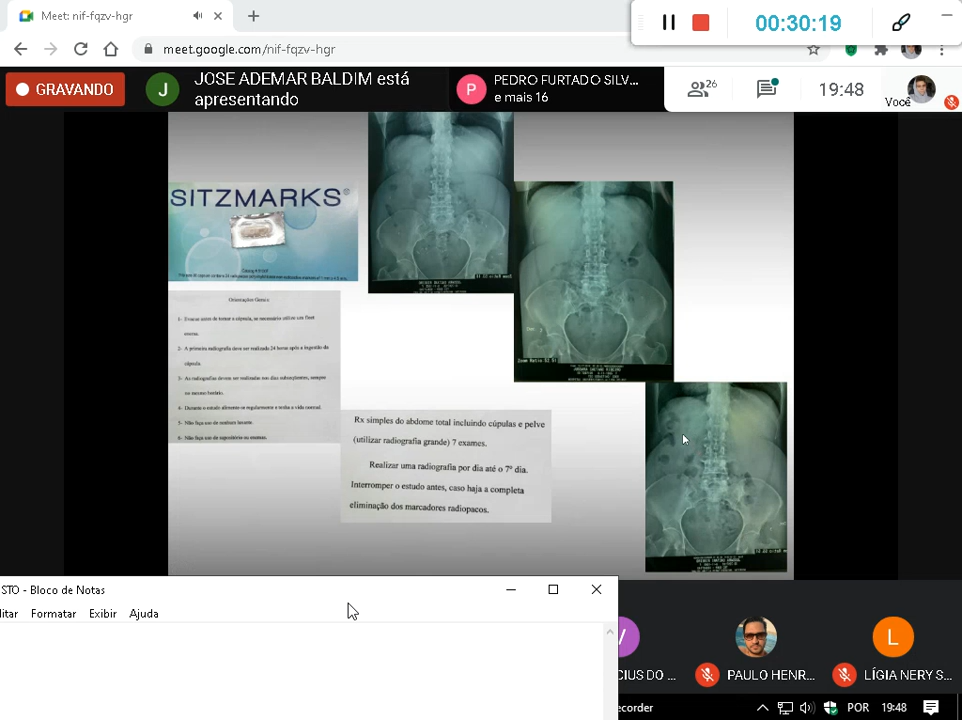 Meet: nif-fqzv-hgr
00:30:19
meet.google.com/nif-fqzv-hgr
GRAVANDO
J
JOSE ADEMAR BALDIM está
apresentando
P
PEDRO FURTADO SILV...
e mais 16
26
19:48
Você
SITZMARKS®
Orientações Gerais
1- Evacue antes de tomar a cápsula, se necessário utilize um fleet
enema.
2- A primeira radiografia deve ser realizada 24 horas após a ingestão da
cápsula.
3- As radiografias devem ser realizadas nos dias subseqüentes, sempre
no mesmo horário.
4- Durante o estudo alimente-se regularmente e tenha a vida normal.
5- Não faça uso de nenhum laxante.
6- Não faça uso de supositório ou enemas.
Rx simples do abdome total incluindo cúpulas e pelve
(utilizar radiografia grande) 7 exames.
Realizar uma radiografia por dia até o 7º dia.
Interromper o estudo antes, caso haja a completa
eliminação dos marcadores radiopacos.
STO - Bloco de Notas
itar Formatar Exibir Ajuda
V
CIUS DO ...
PAULO HENR...
L
LÍGIA NERY S...
ecorder
POR
19:48